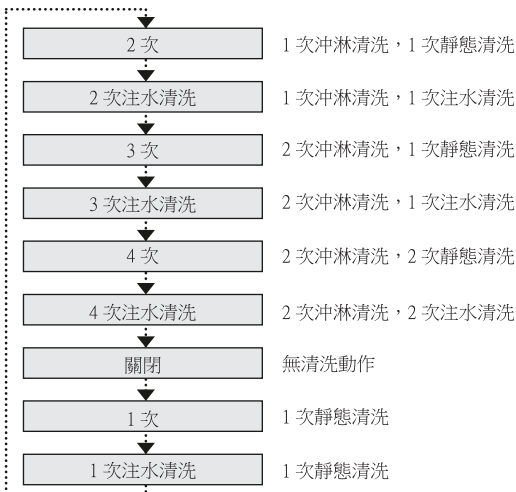 2 次 1 次沖淋清洗，1 次靜態清洗
2 次注水清洗 1 次沖淋清洗，1 次注水清洗
3 次 2 次沖淋清洗，1 次靜態清洗
3 次注水清洗 2 次沖淋清洗，1 次注水清洗
4 次 2 次沖淋清洗，2 次靜態清洗
4 次注水清洗 2 次沖淋清洗，2 次注水清洗
關閉 無清洗動作
1 次 1 次靜態清洗
1 次注水清洗 1 次靜態清洗